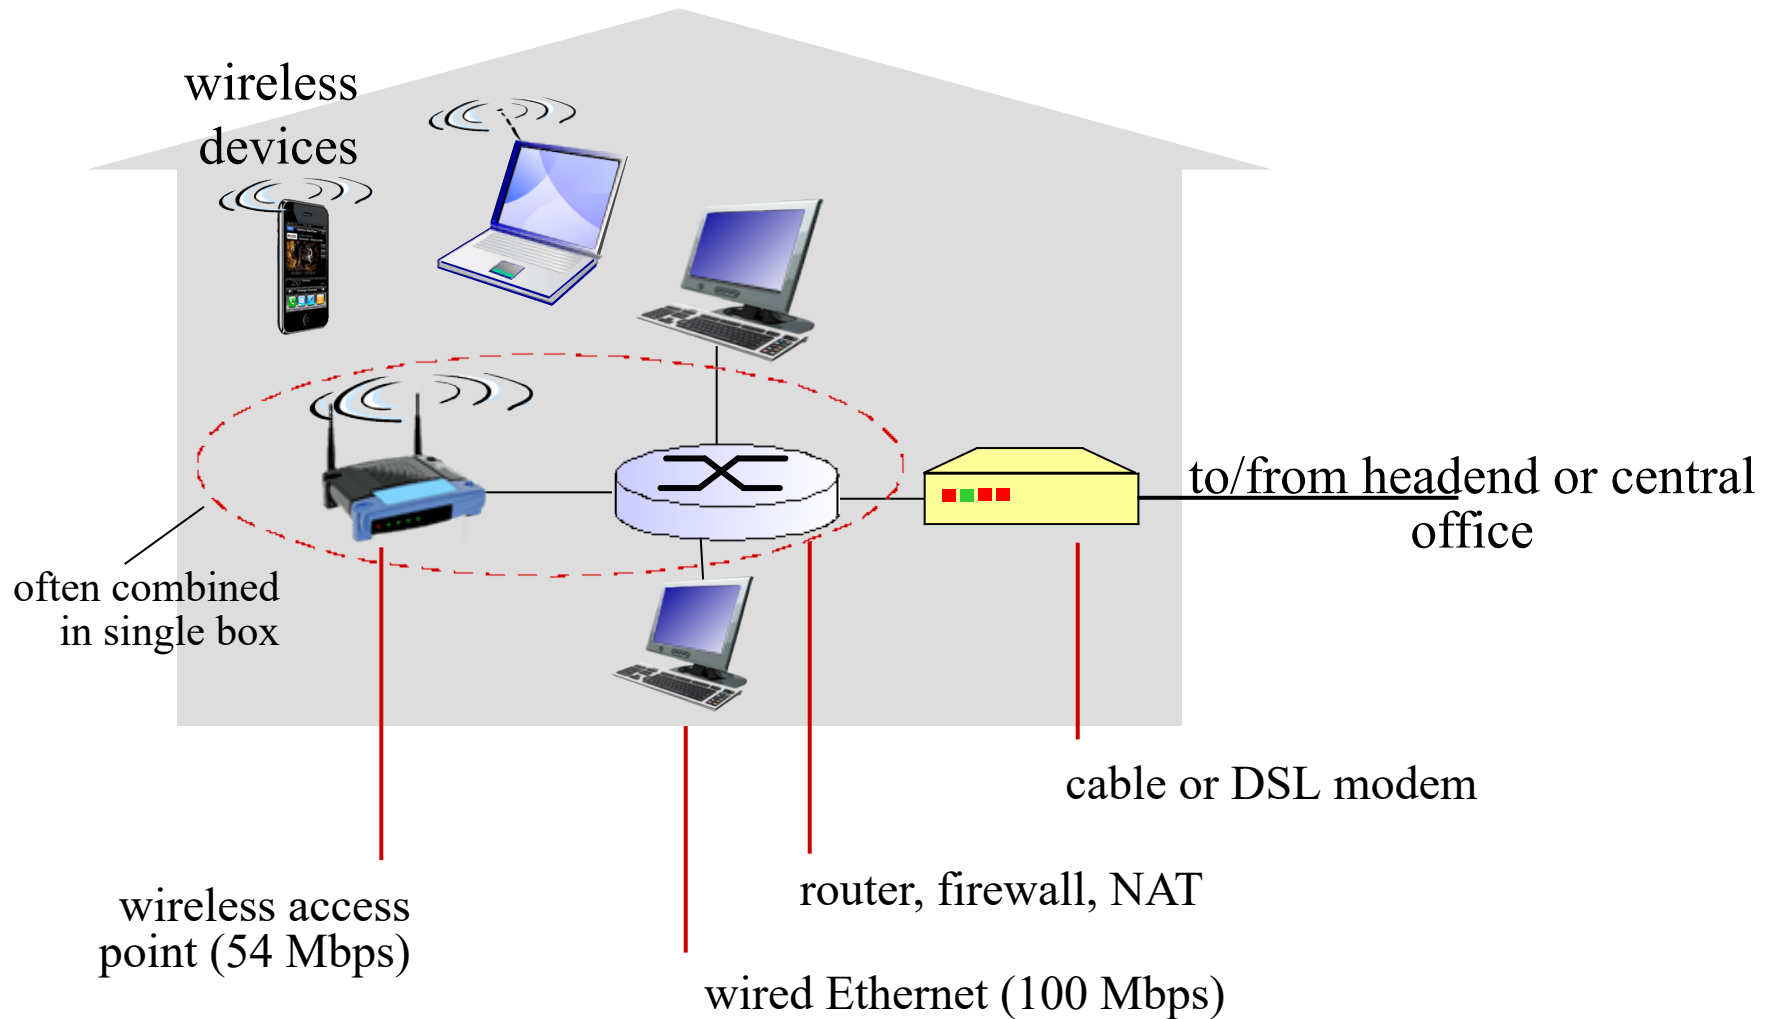 wireless
devices
to/from headend or central
office
often combined
in single box
cable or DSL modem
router, firewall, NAT
wireless access
point (54 Mbps)
wired Ethernet (100 Mbps)